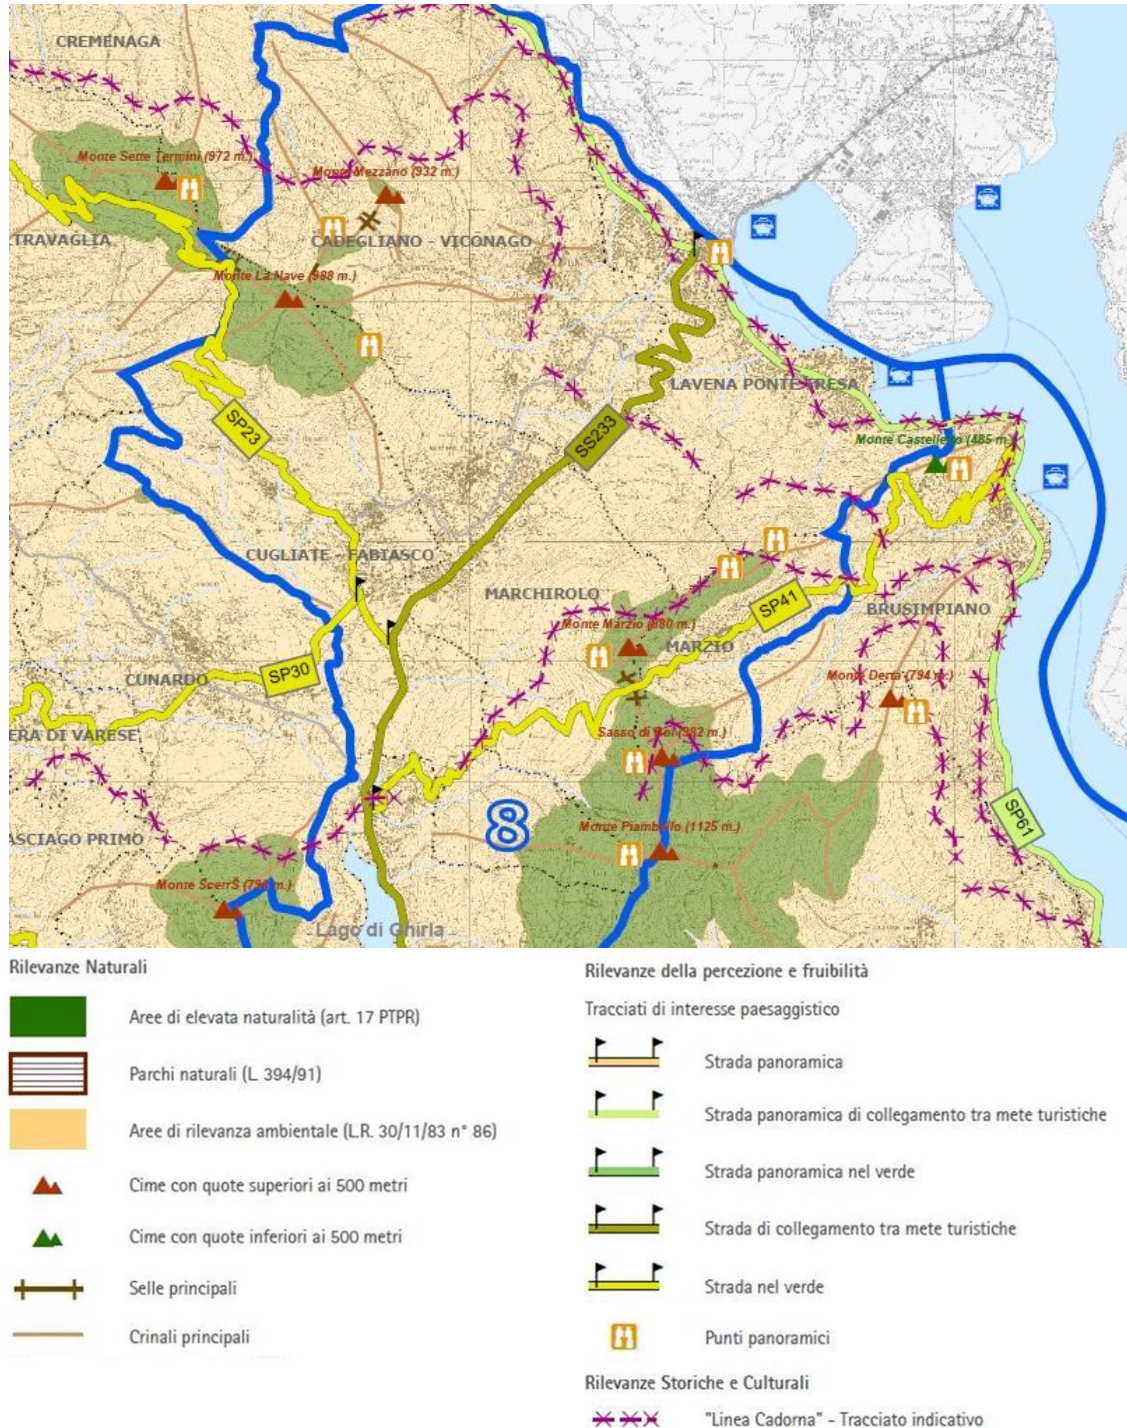 CREMENAGA
Monte Sette Termini (972 m.)
Monte Mezzano (932 m.)
TRAVAGLIA
CADEGLIANO - VICONAGO
Monte La Nave (988 m.)
LAVENA PONTE TRESA
SP23
SS233
Monte Castelletto (485 m.)
CUGLIATE - FABIASCO
MARCHIROLO
SP41
BRUSIMPIANO
Monte Marzio (880 m.)
MARZIO
SP30
CUNARDO
Monte Derta (794 m.)
ERA DI VARESE
Sasso di
SP61
8
Monte Piambello (1125 m.)
ASCIAGO PRIMO
Monte ScerrŠ
Lago di Ghirla
Rilevanze Naturali
Aree di elevata naturalità (art. 17 PTPR)
Parchi naturali (L. 394/91)
Aree di rilevanza ambientale (L.R. 30/11/83 n° 86)
Cime con quote superiori ai 500 metri
Cime con quote inferiori ai 500 metri
Selle principali
Crinali principali
Rilevanze della percezione e fruibilità
Tracciati di interesse paesaggistico
Strada panoramica
Strada panoramica di collegamento tra mete turistiche
Strada panoramica nel verde
Strada di collegamento tra mete turistiche
Strada nel verde
Punti panoramici
Rilevanze Storiche e Culturali
"Linea Cadorna" - Tracciato indicativo